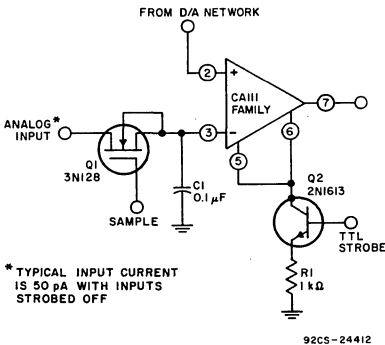 FROM D/A NETWORK
2
+
CA111
FAMILY
7
ANALOG*
INPUT
3
-
6
5
Q1
3N128
C1
0.1 µF
Q2
2N1613
SAMPLE
TTL
STROBE
* TYPICAL INPUT CURRENT
IS 50 pA WITH INPUTS
STROBED OFF
R1
1 kΩ
92CS-24412